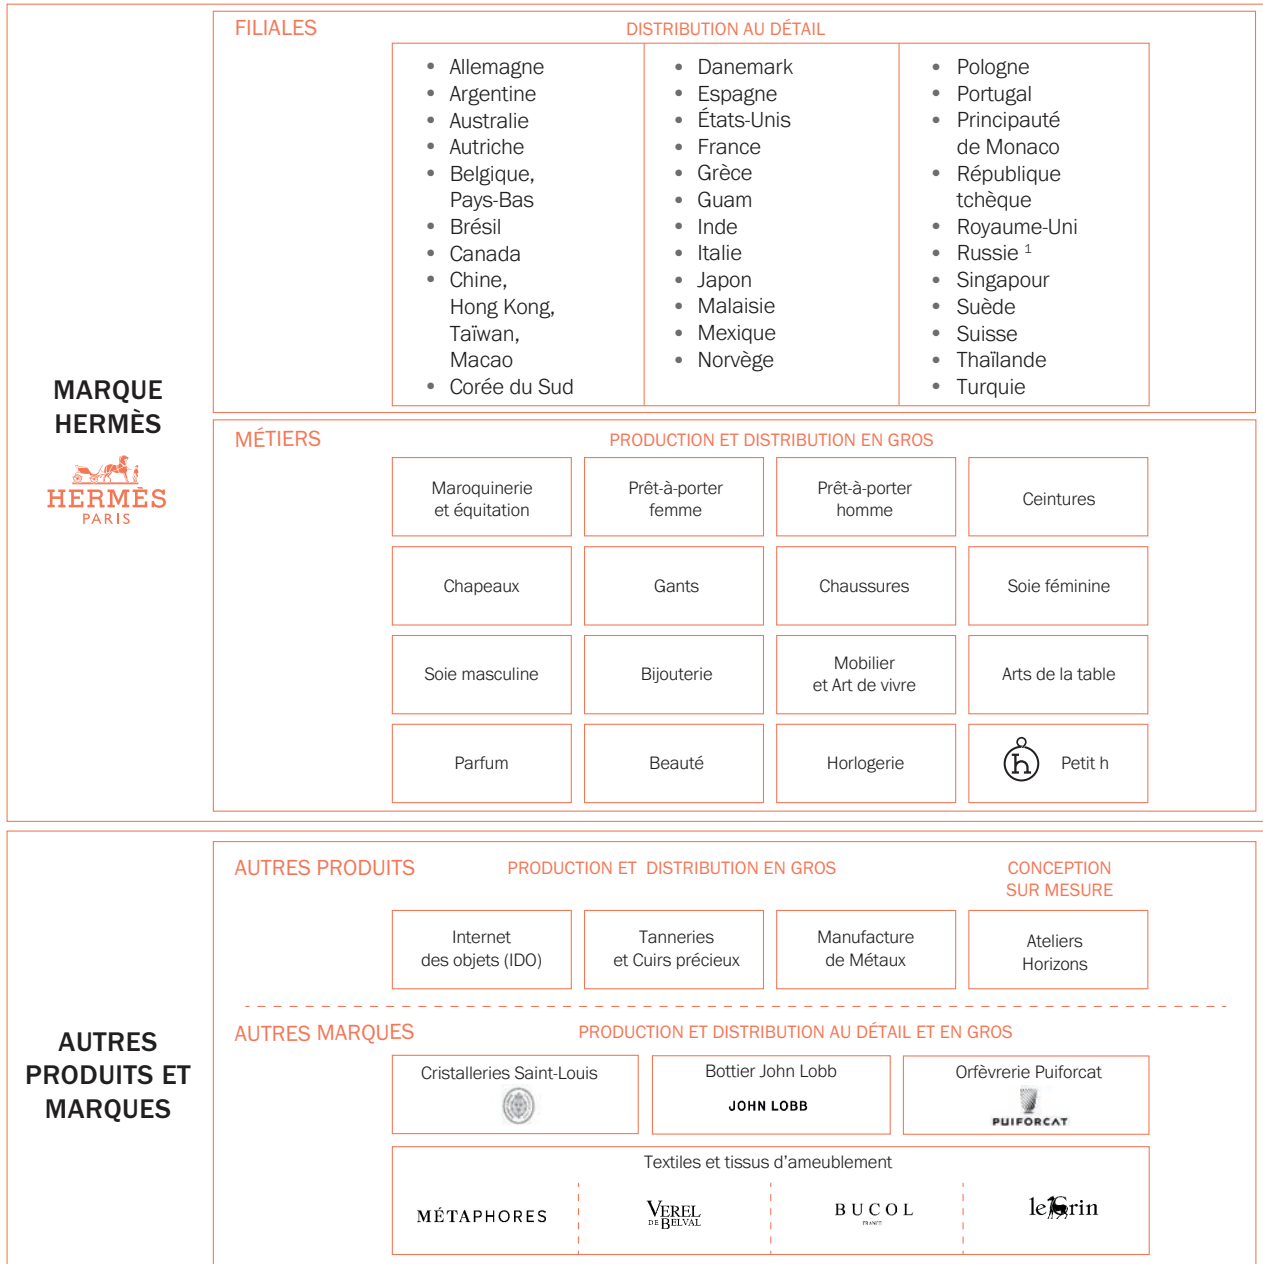 FILIALES
DISTRIBUTION AU DÉTAIL
• Allemagne
• Argentine
• Australie
• Autriche
• Belgique,
Pays-Bas
• Brésil
• Canada
• Chine,
Hong Kong,
Taïwan,
Macao
• Corée du Sud
• Danemark
• Espagne
• États-Unis
• France
• Grèce
• Guam
• Inde
• Italie
• Japon
• Malaisie
• Mexique
• Norvège
• Pologne
• Portugal
• Principauté
de Monaco
• République
tchèque
• Royaume-Uni
• Russie ¹
• Singapour
• Suède
• Suisse
• Thaïlande
• Turquie
MARQUE
HERMÈS
HERMÈS
PARIS
MÉTIERS
PRODUCTION ET DISTRIBUTION EN GROS
Maroquinerie
et équitation
Prêt-à-porter
femme
Prêt-à-porter
homme
Ceintures
Chapeaux
Gants
Chaussures
Soie féminine
Soie masculine
Bijouterie
Mobilier
et Art de vivre
Arts de la table
Parfum
Beauté
Horlogerie
h
Petit h
AUTRES
PRODUITS ET
MARQUES
AUTRES PRODUITS
PRODUCTION ET DISTRIBUTION EN GROS
CONCEPTION
SUR MESURE
Internet
des objets (IDO)
Tanneries
et Cuirs précieux
Manufacture
de Métaux
Ateliers
Horizons
AUTRES MARQUES
PRODUCTION ET DISTRIBUTION AU DÉTAIL ET EN GROS
Cristalleries Saint-Louis
Bottier John Lobb
JOHN LOBB
Orfèvrerie Puiforcat
PUIFORCAT
Textiles et tissus d'ameublement
MÉTAPHORES
VEREL
DE BELVAL
BUCOL
FRANCE
le Crin